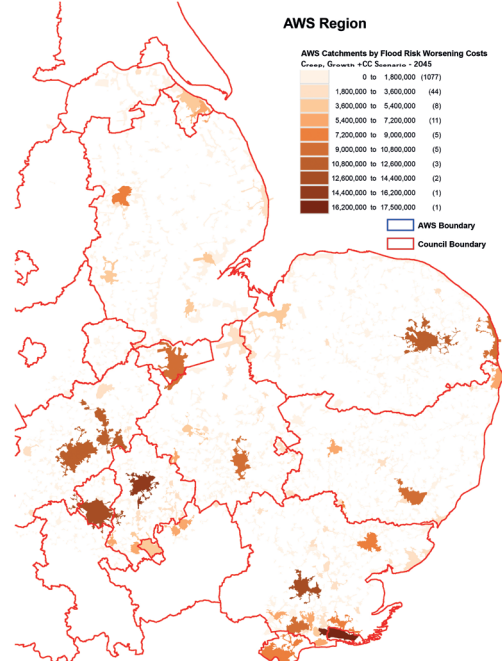 AWS Region
AWS Catchments by Flood Risk Worsening Costs
Creep, Growth +CC Scenario - 2045
0 to 1,800,000 (1077)
1,800,000 to 3,600,000 (44)
3,600,000 to 5,400,000 (8)
5,400,000 to 7,200,000 (11)
7,200,000 to 9,000,000 (5)
9,000,000 to 10,800,000 (5)
10,800,000 to 12,600,000 (3)
12,600,000 to 14,400,000 (2)
14,400,000 to 16,200,000 (1)
16,200,000 to 17,500,000 (1)
AWS Boundary
Council Boundary